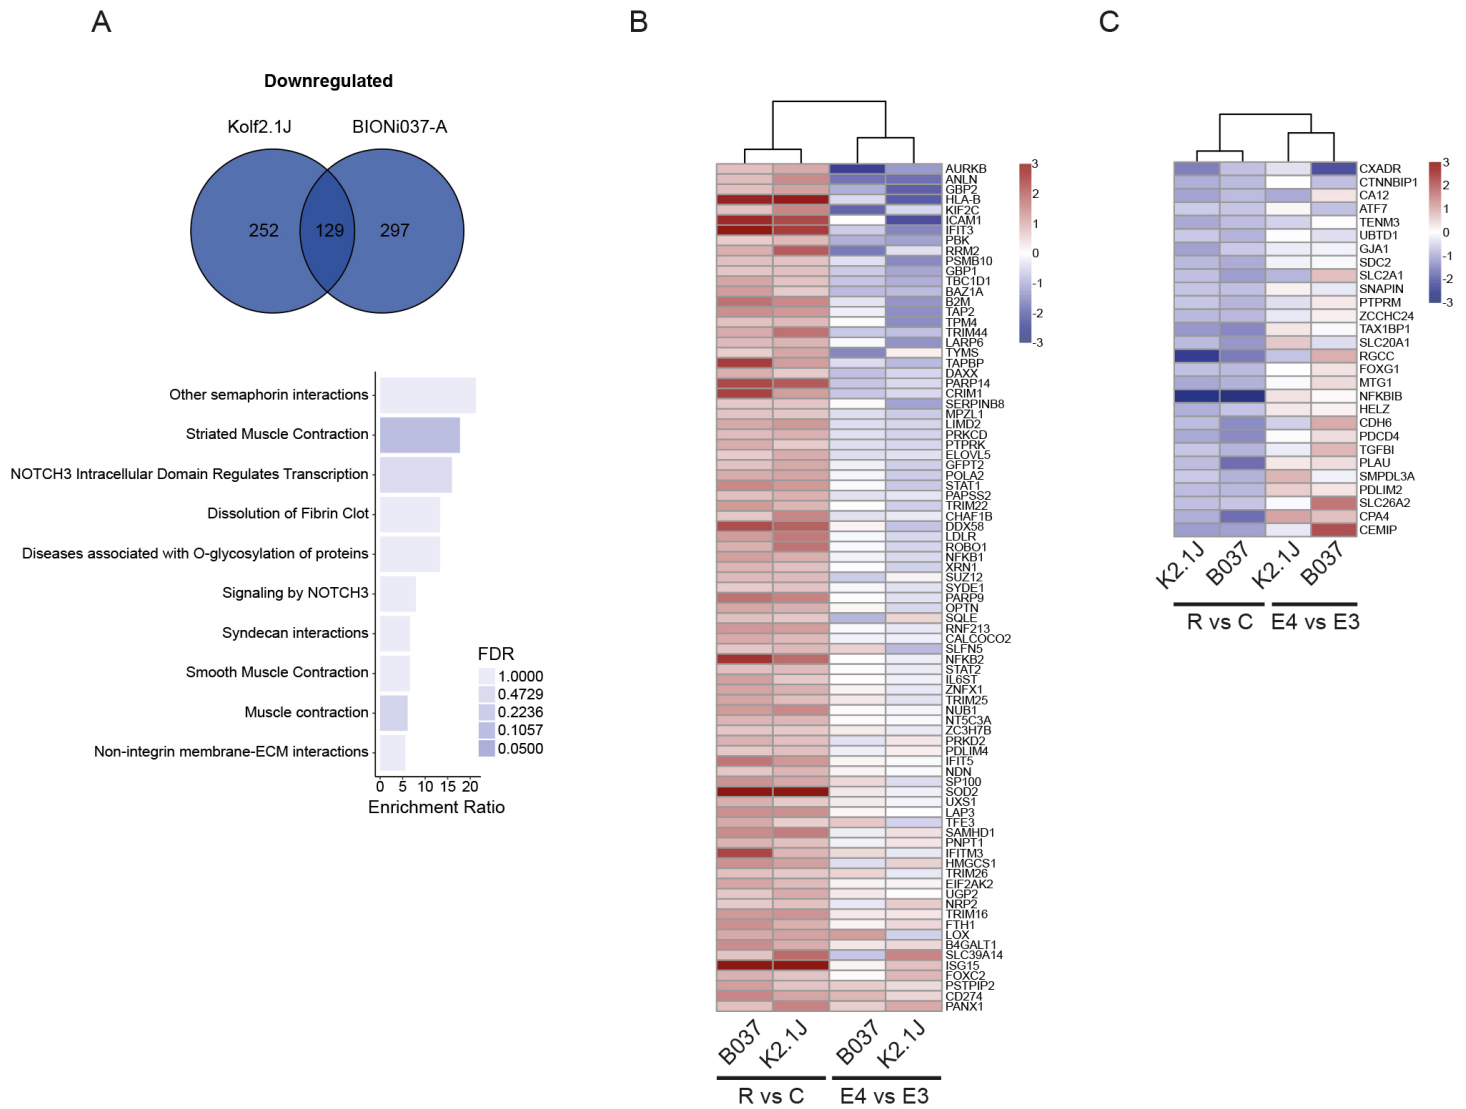 A
Downregulated
Kolf2.1J
BIONi037-A
252
129
297
Other semaphorin interactions
Striated Muscle Contraction
NOTCH3 Intracellular Domain Regulates Transcription
Dissolution of Fibrin Clot
Diseases associated with O-glycosylation of proteins
Signaling by NOTCH3
Syndecan interactions
Smooth Muscle Contraction
Muscle contraction
Non-integrin membrane-ECM interactions
0 5 10 15 20
Enrichment Ratio
FDR
1.0000
0.4729
0.2236
0.1057
0.0500
B
AURKB
ANLN
GBP2
HLA-B
KIF2C
ICAM1
IFIT3
PBK
RRM2
PSMB10
GBP1
TBC1D1
BAZ1A
B2M
TAP2
TPM4
TRIM44
LARP6
TYMS
TAPBP
DAXX
PARP14
CRIM1
SERPINB8
MPZL1
LIMD2
PRKCD
PTPRK
ELOVL5
GFPT2
POLA2
STAT1
PAPSS2
TRIM22
CHAF1B
DDX58
LDLR
ROBO1
NFKB1
XRN1
SUZ12
SYDE1
PARP9
OPTN
SQLE
RNF213
CALCOCO2
SLFN5
NFKB2
STAT2
IL6ST
ZNFX1
TRIM25
NUB1
NT5C3A
ZC3H7B
PRKD2
PDLIM4
IFIT5
NDN
SP100
SOD2
UXS1
LAP3
TFE3
SAMHD1
PNPT1
IFITM3
HMGCS1
TRIM26
EIF2AK2
UGP2
NRP2
TRIM16
FTH1
LOX
B4GALT1
SLC39A14
ISG15
FOXC2
PSTPIP2
CD274
PANX1
3
2
1
0
-1
-2
-3
B037
K2.1J
B037
K2.1J
R vs C
E4 vs E3
C
CXADR
CTNNBIP1
CA12
ATF7
TENM3
UBTD1
GJA1
SDC2
SLC2A1
SNAPIN
PTPRM
ZCCHC24
TAX1BP1
SLC20A1
RGCC
FOXG1
MTG1
NFKBIB
HELZ
CDH6
PDCD4
TGFBI
PLAU
SMPDL3A
PDLIM2
SLC26A2
CPA4
CEMIP
3
2
1
0
-1
-2
-3
K2.1J
B037
K2.1J
B037
R vs C
E4 vs E3